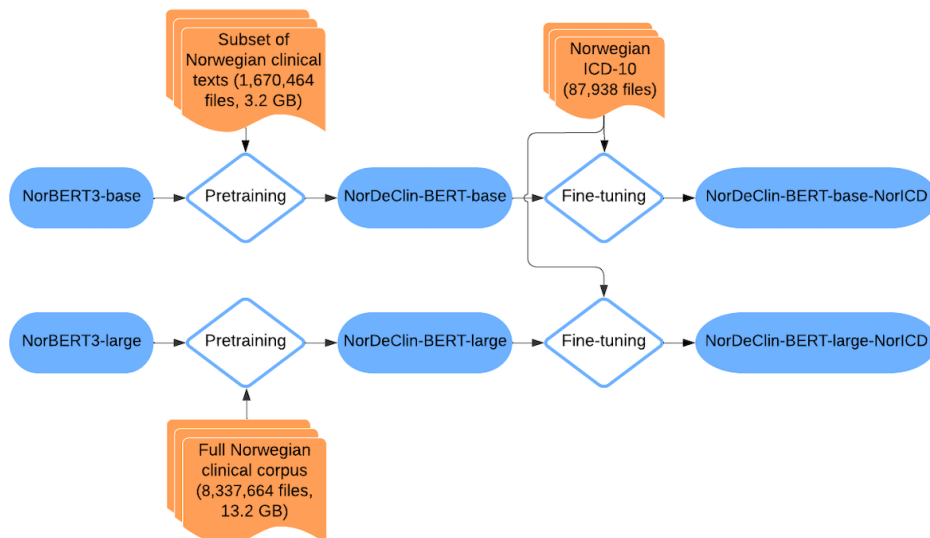 Subset of
Norwegian clinical
texts (1,670,464
files, 3.2 GB)
Norwegian
ICD-10
(87,938 files)
NorBERT3-base
Pretraining
NorDeClin-BERT-base
Fine-tuning
NorDeClin-BERT-base-NorICD
NorBERT3-large
Pretraining
NorDeClin-BERT-large
Fine-tuning
NorDeClin-BERT-large-NorICD
Full Norwegian
clinical corpus
(8,337,664 files,
13.2 GB)